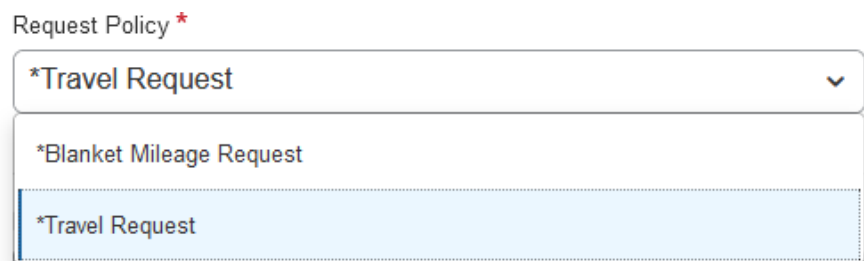 Request Policy *
*Travel Request
*Blanket Mileage Request
*Travel Request